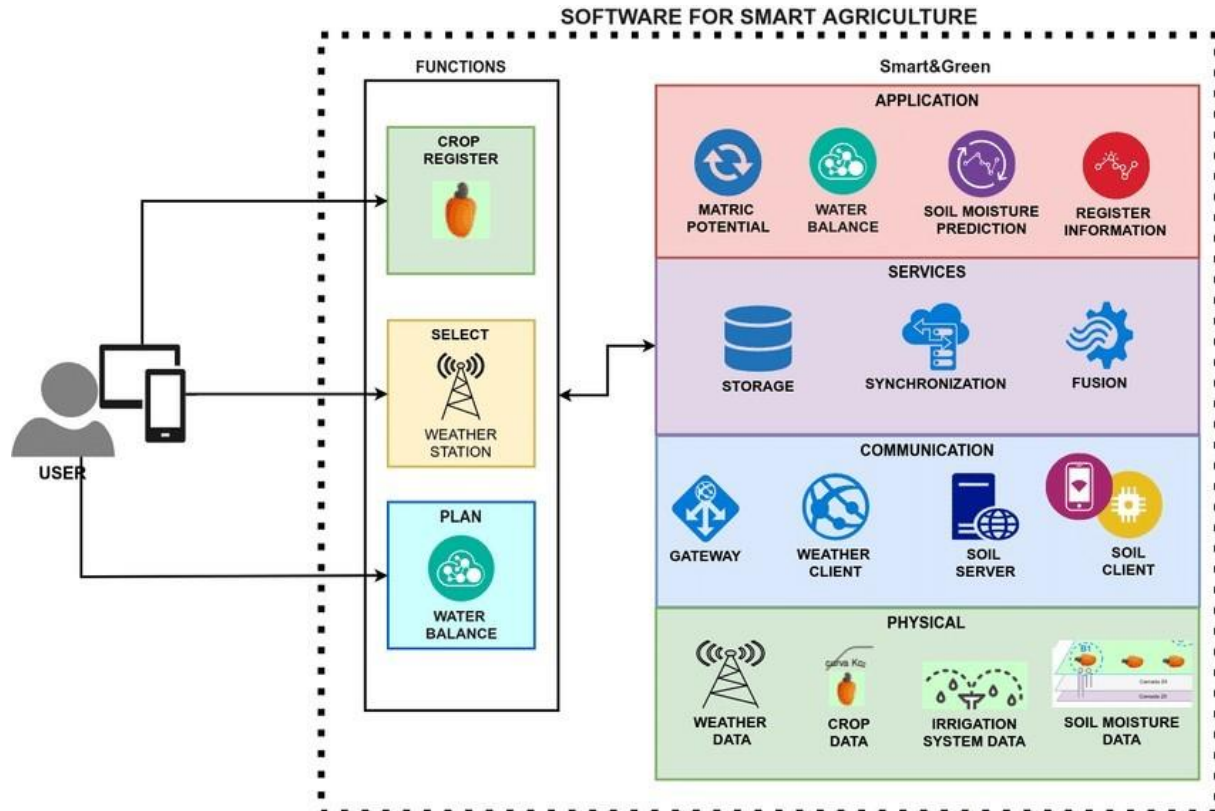 SOFTWARE FOR SMART AGRICULTURE
FUNCTIONS
CROP
REGISTER
SELECT
WEATHER
STATION
PLAN
WATER
BALANCE
USER
Smart&Green
APPLICATION
MATRIC
POTENTIAL
WATER
BALANCE
SOIL MOISTURE
PREDICTION
REGISTER
INFORMATION
SERVICES
STORAGE
SYNCHRONIZATION
FUSION
COMMUNICATION
GATEWAY
WEATHER
CLIENT
SOIL
SERVER
SOIL
CLIENT
PHYSICAL
WEATHER
DATA
curva Kc
CROP
DATA
IRRIGATION
SYSTEM DATA
B1
SOIL MOISTURE
DATA